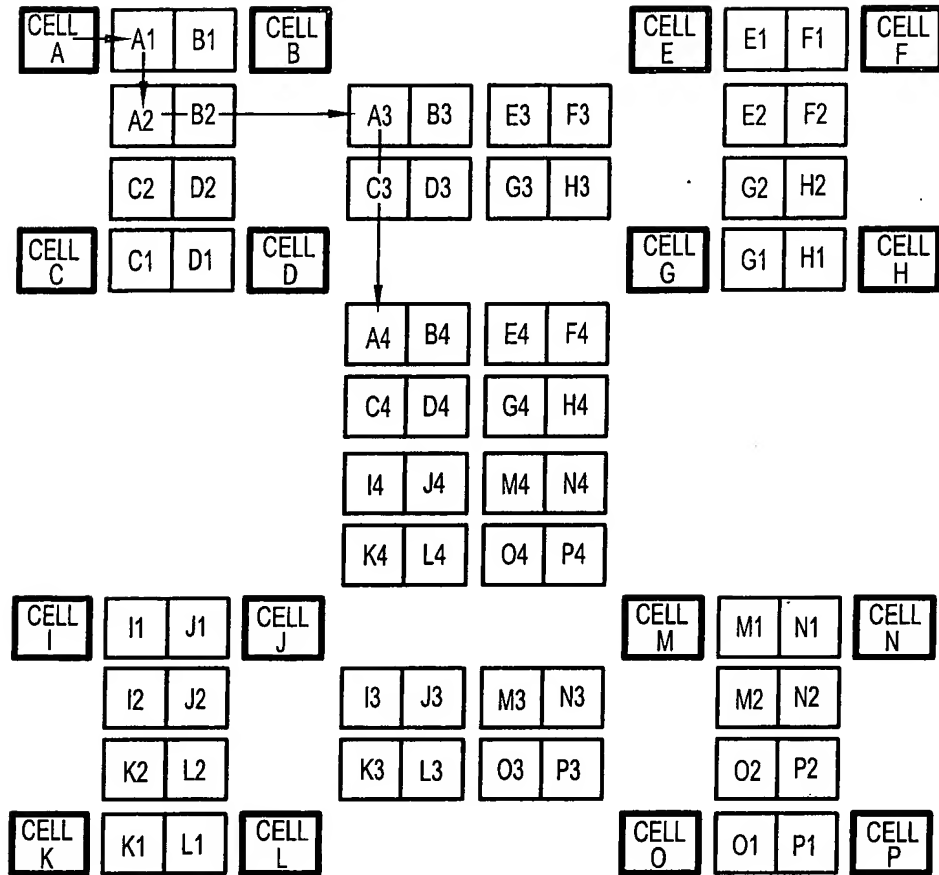 CELL A A1 B1 CELL B CELL E E1 F1 CELL F
A2 B2 A3 B3 E3 F3 E2 F2
C2 D2 C3 D3 G3 H3 G2 H2
CELL C C1 D1 CELL D CELL G G1 H1 CELL H
A4 B4 E4 F4
C4 D4 G4 H4
I4 J4 M4 N4
K4 L4 O4 P4
CELL I I1 J1 CELL J CELL M M1 N1 CELL N
I2 J2 I3 J3 M3 N3 M2 N2
K2 L2 K3 L3 O3 P3 O2 P2
CELL K K1 L1 CELL L CELL O O1 P1 CELL P